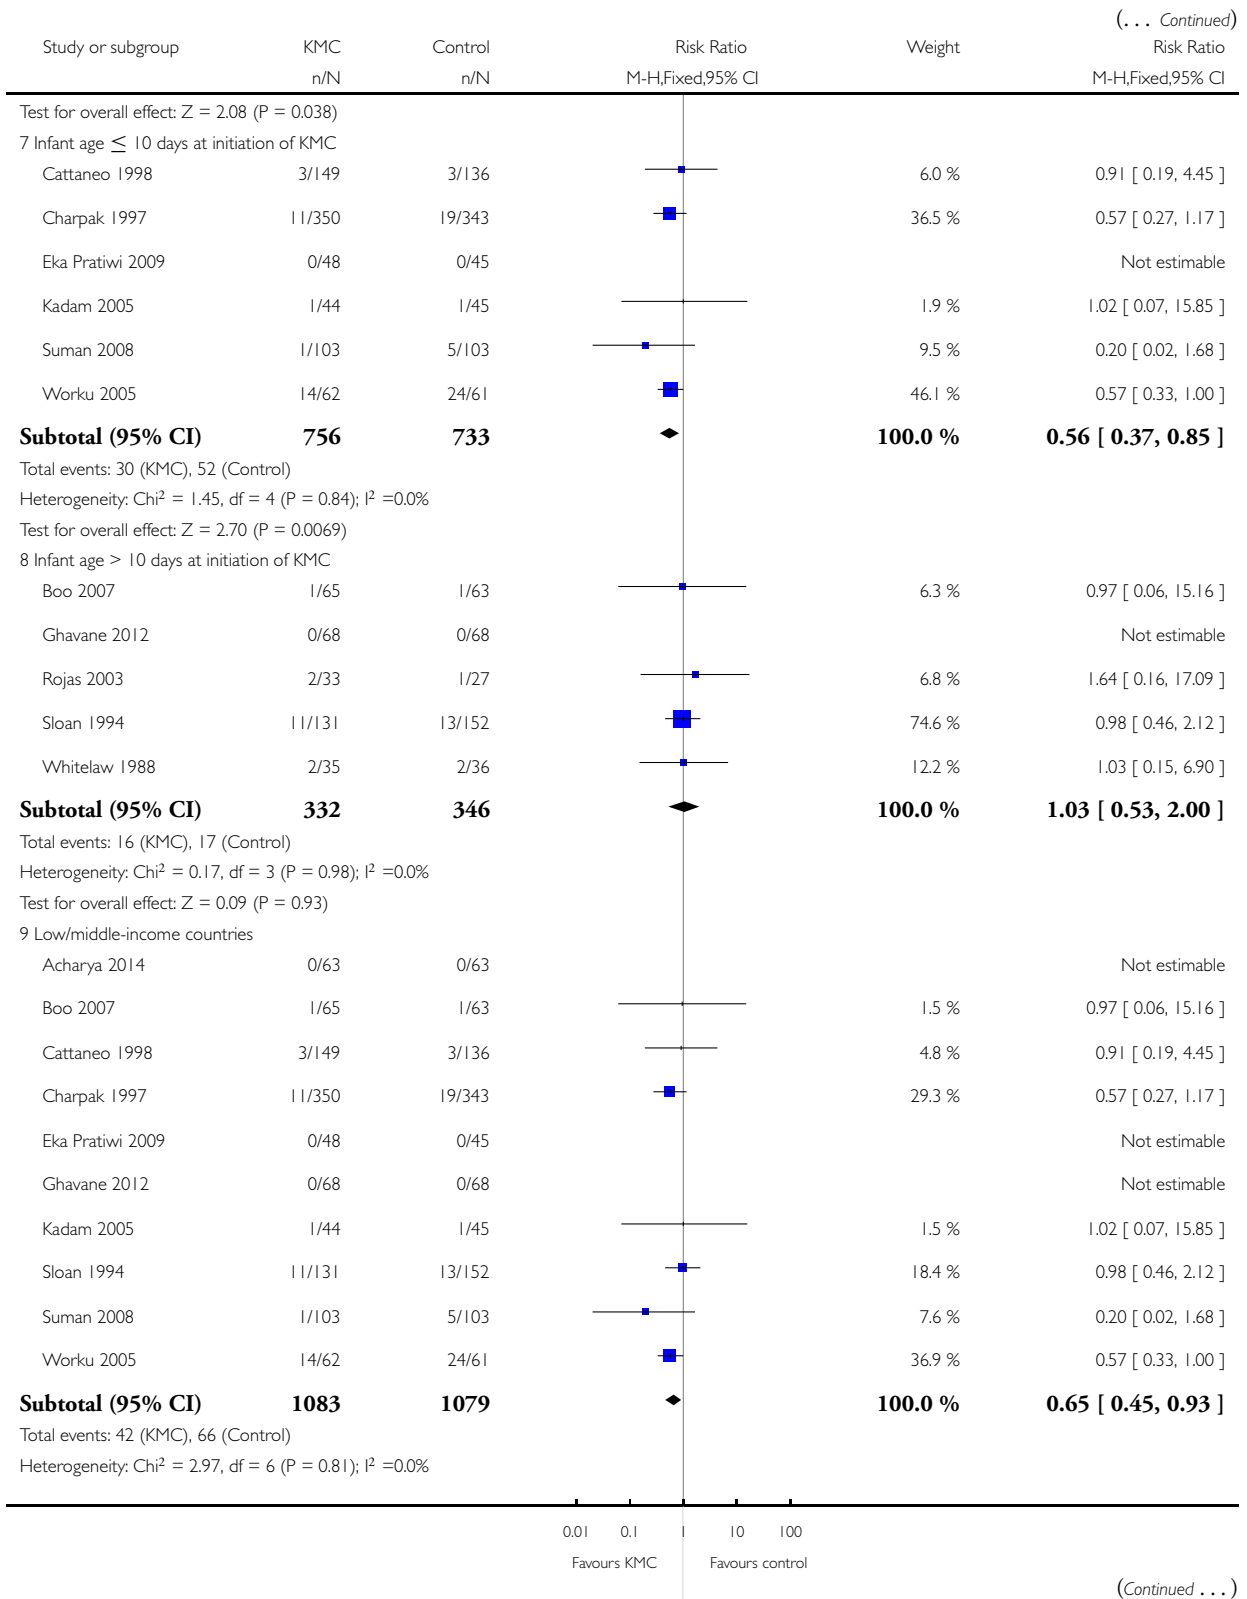 (... Continued)
Study or subgroup KMC Control Risk Ratio Weight Risk Ratio
n/N n/N M-H,Fixed,95% CI M-H,Fixed,95% CI
Test for overall effect: Z = 2.08 (P = 0.038)
7 Infant age ≤ 10 days at initiation of KMC
Cattaneo 1998 3/149 3/136 6.0 % 0.91 [ 0.19, 4.45 ]
Charpak 1997 11/350 19/343 36.5 % 0.57 [ 0.27, 1.17 ]
Eka Pratiwi 2009 0/48 0/45 Not estimable
Kadam 2005 1/44 1/45 1.9 % 1.02 [ 0.07, 15.85 ]
Suman 2008 1/103 5/103 9.5 % 0.20 [ 0.02, 1.68 ]
Worku 2005 14/62 24/61 46.1 % 0.57 [ 0.33, 1.00 ]
Subtotal (95% CI) 756 733 100.0 % 0.56 [ 0.37, 0.85 ]
Total events: 30 (KMC), 52 (Control)
Heterogeneity: Chi² = 1.45, df = 4 (P = 0.84); I² =0.0%
Test for overall effect: Z = 2.70 (P = 0.0069)
8 Infant age > 10 days at initiation of KMC
Boo 2007 1/65 1/63 6.3 % 0.97 [ 0.06, 15.16 ]
Ghavane 2012 0/68 0/68 Not estimable
Rojas 2003 2/33 1/27 6.8 % 1.64 [ 0.16, 17.09 ]
Sloan 1994 11/131 13/152 74.6 % 0.98 [ 0.46, 2.12 ]
Whitelaw 1988 2/35 2/36 12.2 % 1.03 [ 0.15, 6.90 ]
Subtotal (95% CI) 332 346 100.0 % 1.03 [ 0.53, 2.00 ]
Total events: 16 (KMC), 17 (Control)
Heterogeneity: Chi² = 0.17, df = 3 (P = 0.98); I² =0.0%
Test for overall effect: Z = 0.09 (P = 0.93)
9 Low/middle-income countries
Acharya 2014 0/63 0/63 Not estimable
Boo 2007 1/65 1/63 1.5 % 0.97 [ 0.06, 15.16 ]
Cattaneo 1998 3/149 3/136 4.8 % 0.91 [ 0.19, 4.45 ]
Charpak 1997 11/350 19/343 29.3 % 0.57 [ 0.27, 1.17 ]
Eka Pratiwi 2009 0/48 0/45 Not estimable
Ghavane 2012 0/68 0/68 Not estimable
Kadam 2005 1/44 1/45 1.5 % 1.02 [ 0.07, 15.85 ]
Sloan 1994 11/131 13/152 18.4 % 0.98 [ 0.46, 2.12 ]
Suman 2008 1/103 5/103 7.6 % 0.20 [ 0.02, 1.68 ]
Worku 2005 14/62 24/61 36.9 % 0.57 [ 0.33, 1.00 ]
Subtotal (95% CI) 1083 1079 100.0 % 0.65 [ 0.45, 0.93 ]
Total events: 42 (KMC), 66 (Control)
Heterogeneity: Chi² = 2.97, df = 6 (P = 0.81); I² =0.0%
0.01 0.1 1 10 100
Favours KMC Favours control
(Continued ...)